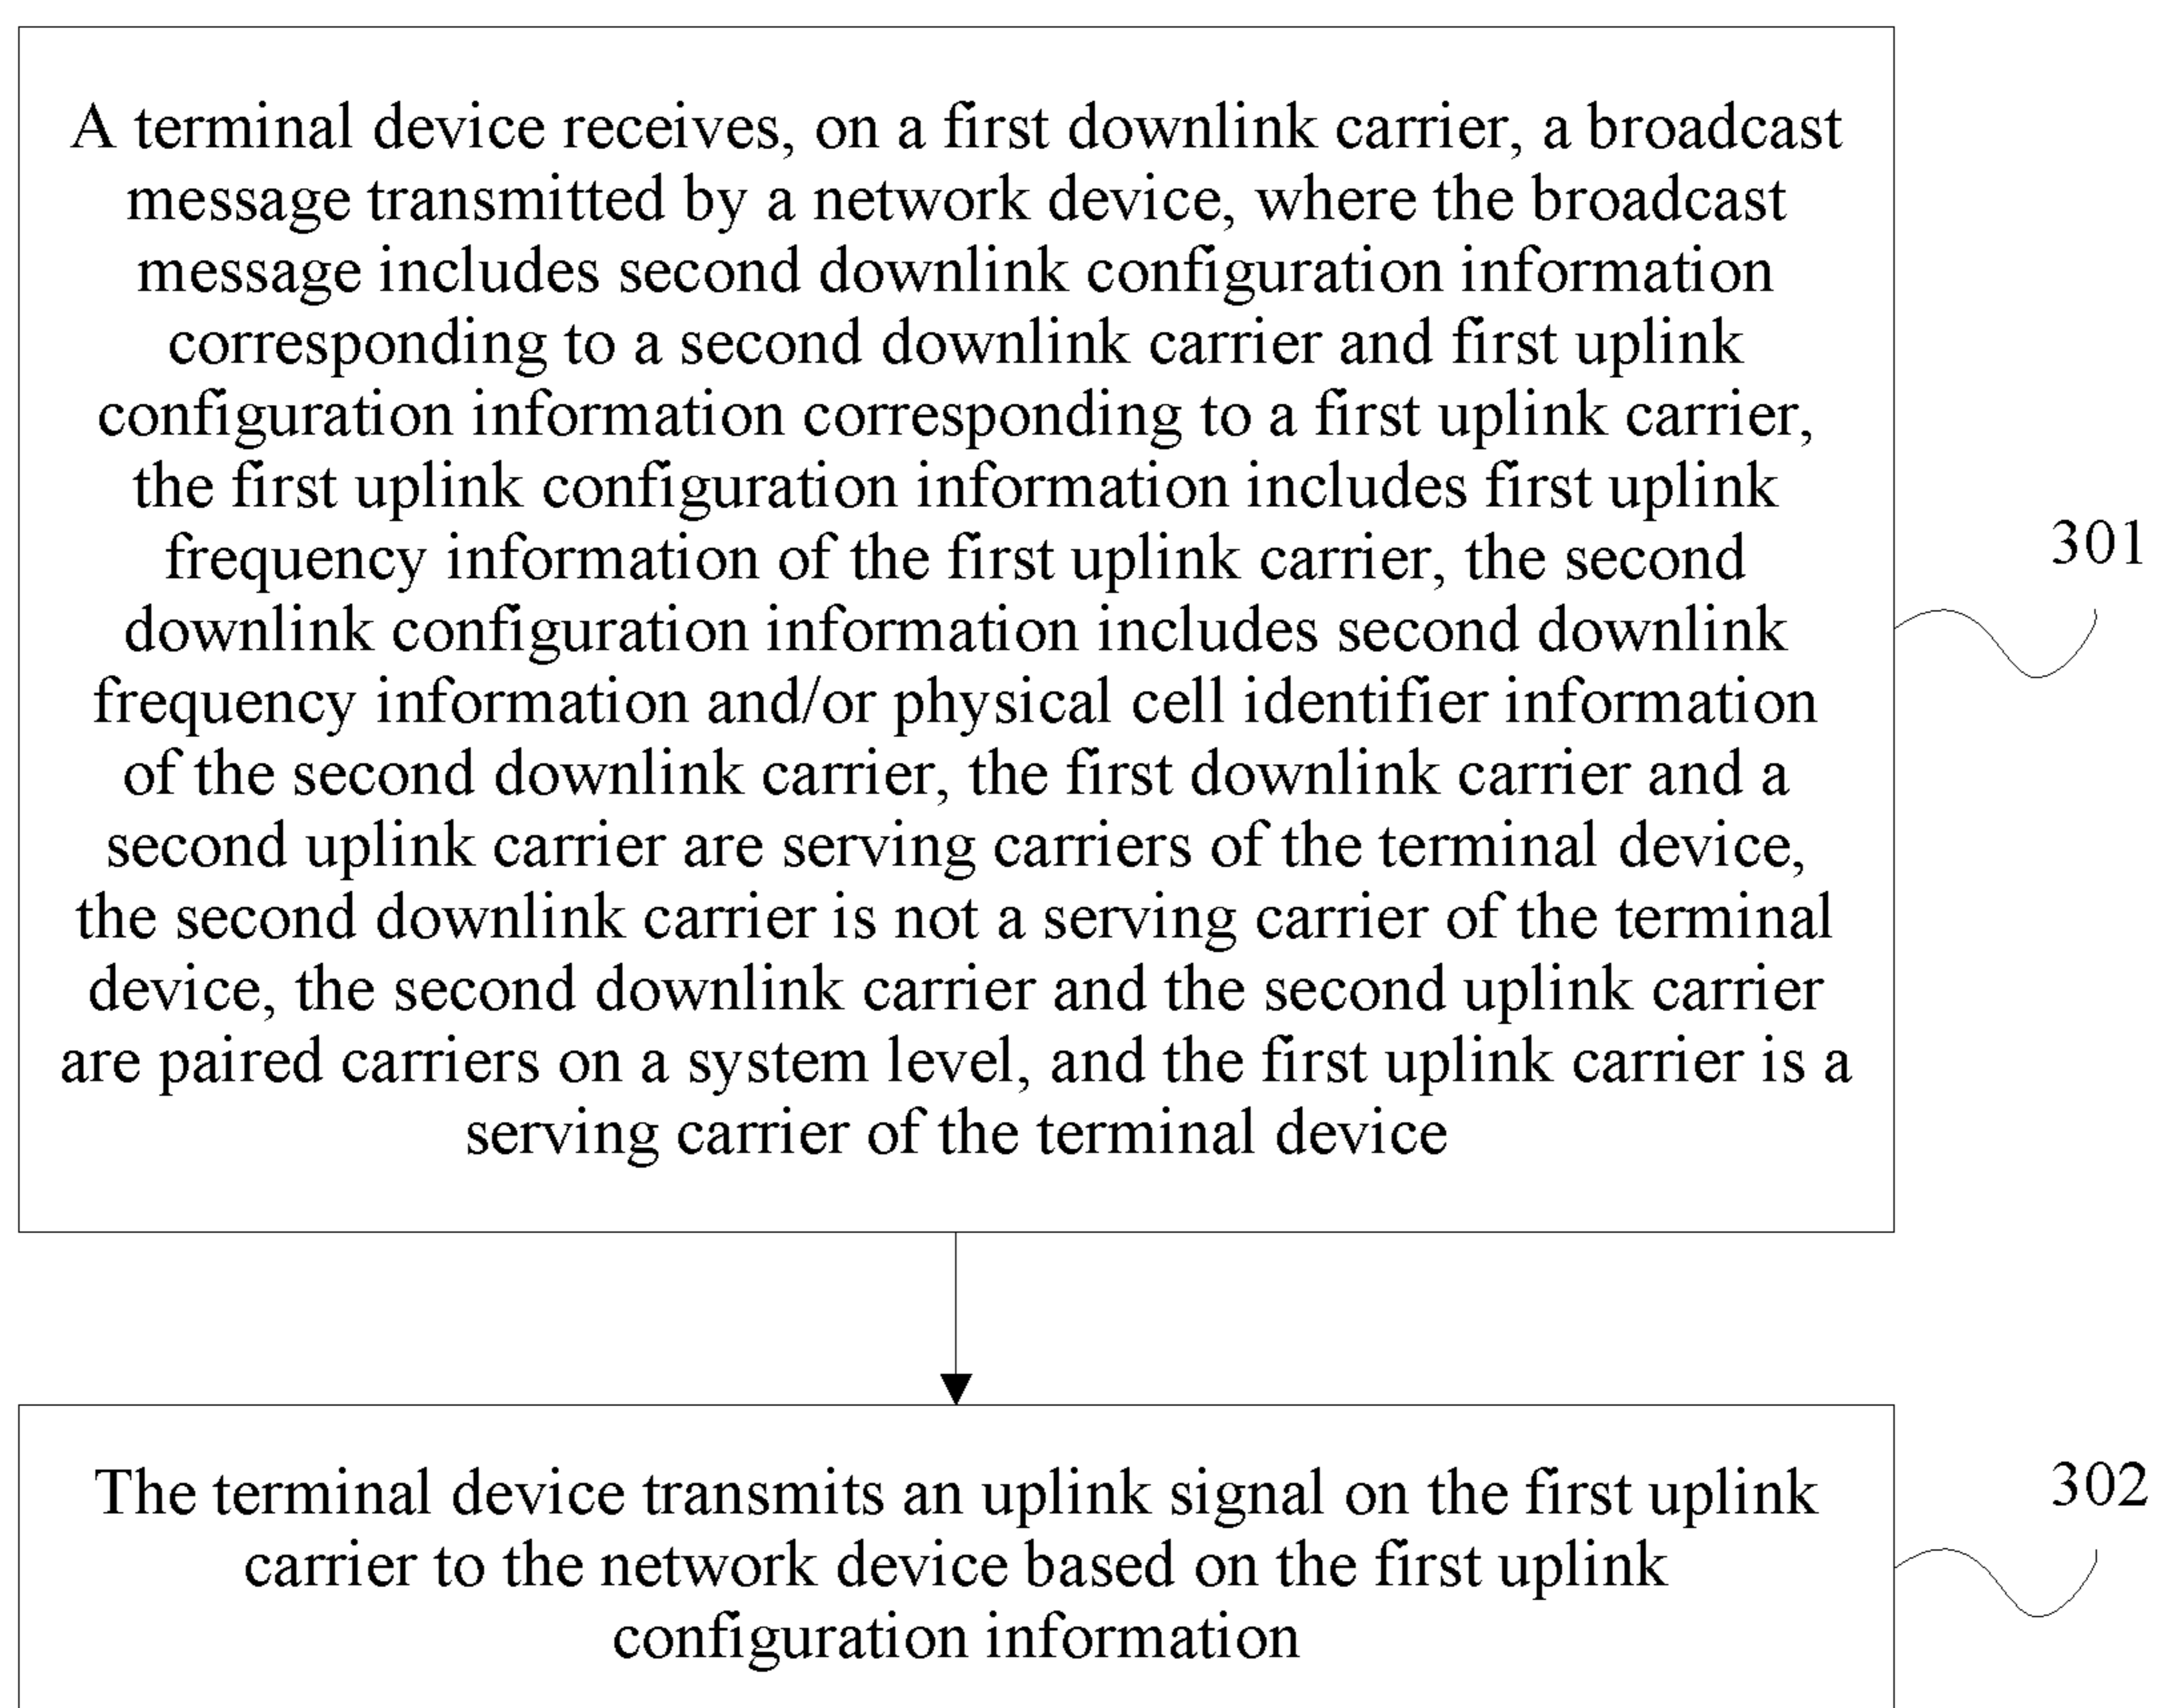 A terminal device receives, on a first downlink carrier, a broadcast
message transmitted by a network device, where the broadcast
message includes second downlink configuration information
corresponding to a second downlink carrier and first uplink
configuration information corresponding to a first uplink carrier,
the first uplink configuration information includes first uplink
frequency information of the first uplink carrier, the second
downlink configuration information includes second downlink
frequency information and/or physical cell identifier information
of the second downlink carrier, the first downlink carrier and a
second uplink carrier are serving carriers of the terminal device,
the second downlink carrier is not a serving carrier of the terminal
device, the second downlink carrier and the second uplink carrier
are paired carriers on a system level, and the first uplink carrier is a
serving carrier of the terminal device
301
The terminal device transmits an uplink signal on the first uplink
carrier to the network device based on the first uplink
configuration information
302